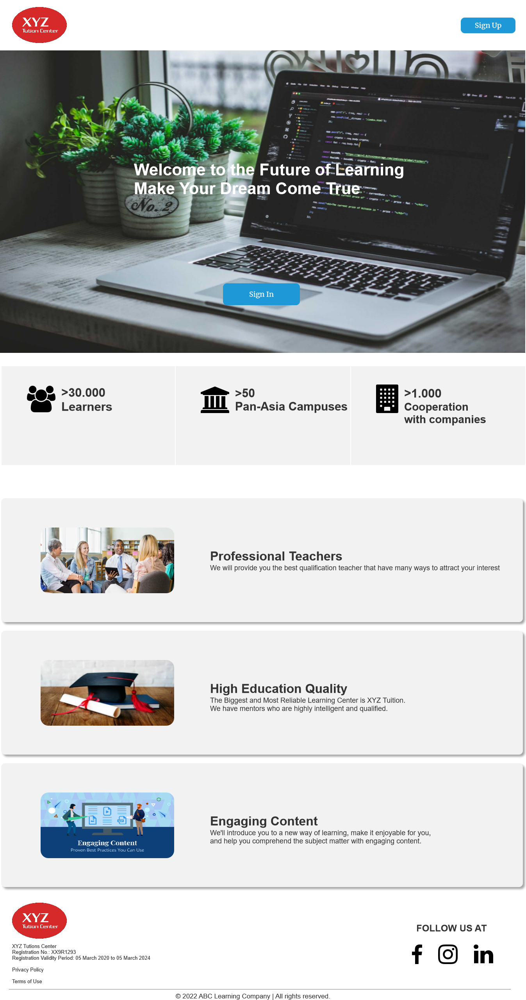 XYZ
Tution Center
Sign Up
Welcome to the Future of Learning
Make Your Dream Come True
No. 2
Sign In
>30.000
Learners
>50
Pan-Asia Campuses
>1.000
Cooperation
with companies
Professional Teachers
We will provide you the best qualification teacher that have many ways to attract your interest
High Education Quality
The Biggest and Most Reliable Learning Center is XYZ Tuition.
We have mentors who are highly intelligent and qualified.
GIF
Engaging Content
Proven Best Practices You Can Use
Engaging Content
We'll introduce you to a new way of learning, make it enjoyable for you,
and help you comprehend the subject matter with engaging content.
XYZ
Tution Center
XYZ Tutions Center
Registration No.: XX9R1293
Registration Validity Period: 05 March 2020 to 05 March 2024
Privacy Policy
Terms of Use
FOLLOW US AT
© 2022 ABC Learning Company | All rights reserved.